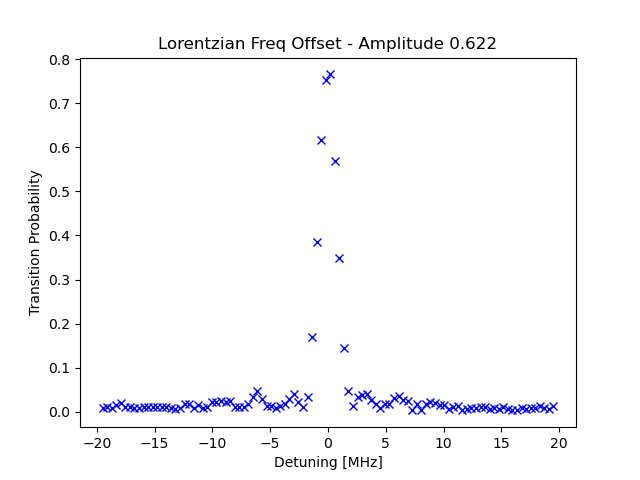 Lorentzian Freq Offset - Amplitude 0.622
0.8
0.7
0.6
0.5
0.4
0.3
0.2
0.1
0.0
Transition Probability
−20 −15 −10 −5 0 5 10 15 20
Detuning [MHz]